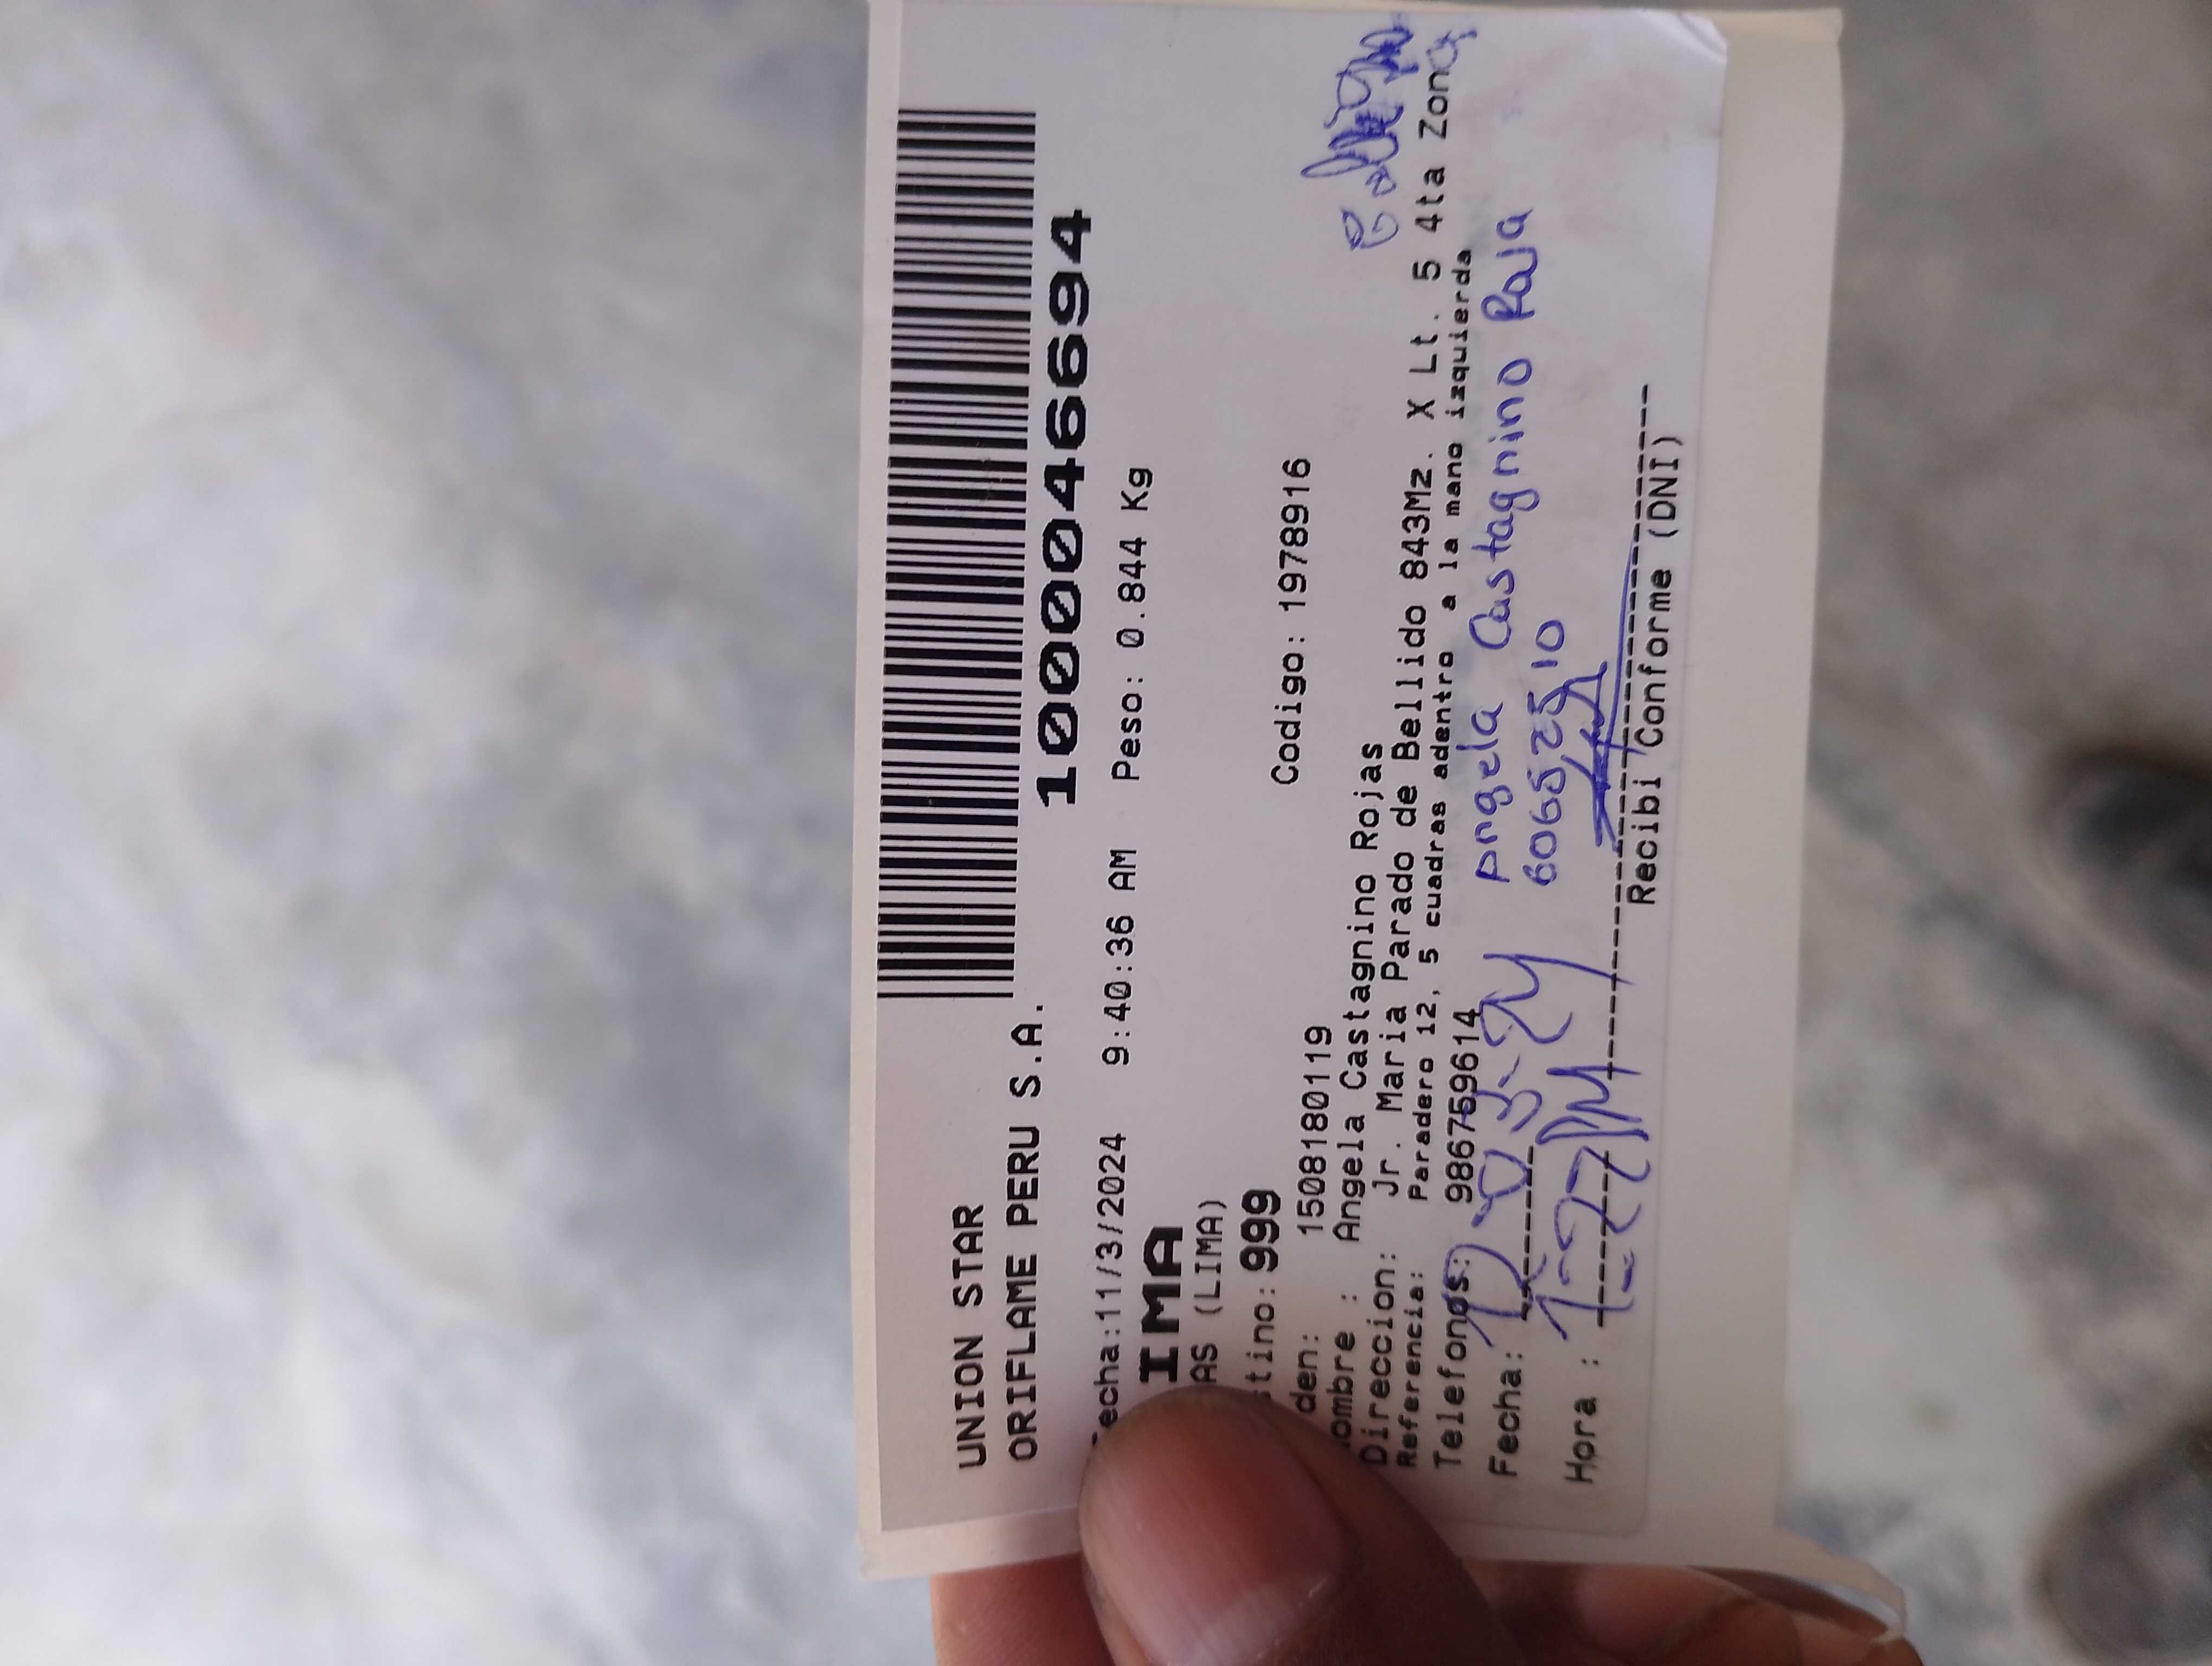 UNION STAR
ORIFLAME PERU S.A.
1000046694
echa:11/3/2024 9:40:36 AM Peso: 0.844 Kg
IMA
AS (LIMA)
stino: 999 Codigo: 1978916
den: 1508180119
ombre : Angela Castagnino Rojas
Direccion: Jr. Maria Parado de Bellido 843Mz. X Lt. 5 4ta Zona
Referencia: Paradero 12, 5 cuadras adentro a la mano izquierda
Telefonos: 986759614
Angela Castagnino
Fecha:
Hora :
Recibi Conforme (DNI)